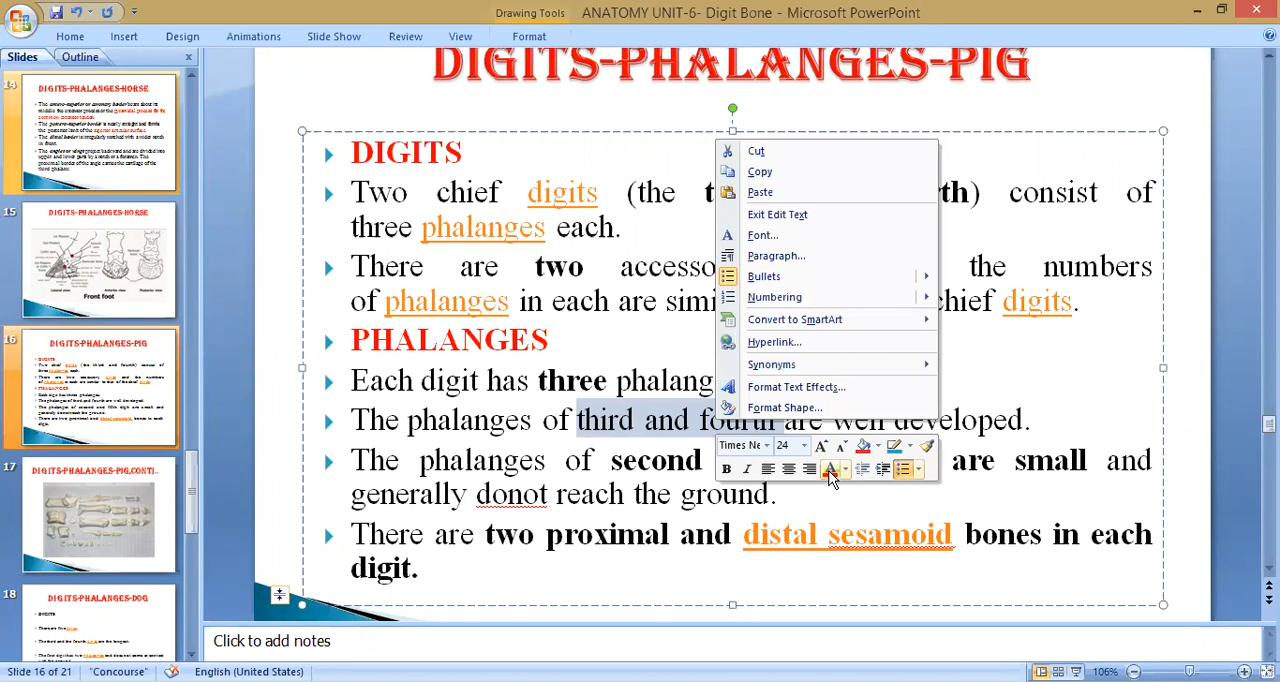 Drawing Tools
ANATOMY UNIT-6- Digit Bone - Microsoft PowerPoint
Home Insert Design Animations Slide Show Review View Format
Slides Outline
14
DIGITS-PHALANGES-HORSE
15
DIGITS-PHALANGES-HORSE
Front foot
16
DIGITS-PHALANGES-PIG
17
DIGITS-PHALANGES-PIG,CONTI..
18
DIGITS-PHALANGES-DOG
DIGITS-PHALANGES-PIG
DIGITS
Two chief digits (the t rth) consist of
three phalanges each.
There are two accesso the numbers
of phalanges in each are simi chief digits.
PHALANGES
Each digit has three phalang
The phalanges of third and fourth are well developed.
The phalanges of second are small and
generally donot reach the ground.
There are two proximal and distal sesamoid bones in each
digit.
Cut
Copy
Paste
Exit Edit Text
Font...
Paragraph...
Bullets
Numbering
Convert to SmartArt
Hyperlink...
Synonyms
Format Text Effects...
Format Shape...
Times Ne 24 A A
B I A
Click to add notes
Slide 16 of 21 "Concourse" English (United States) 106%